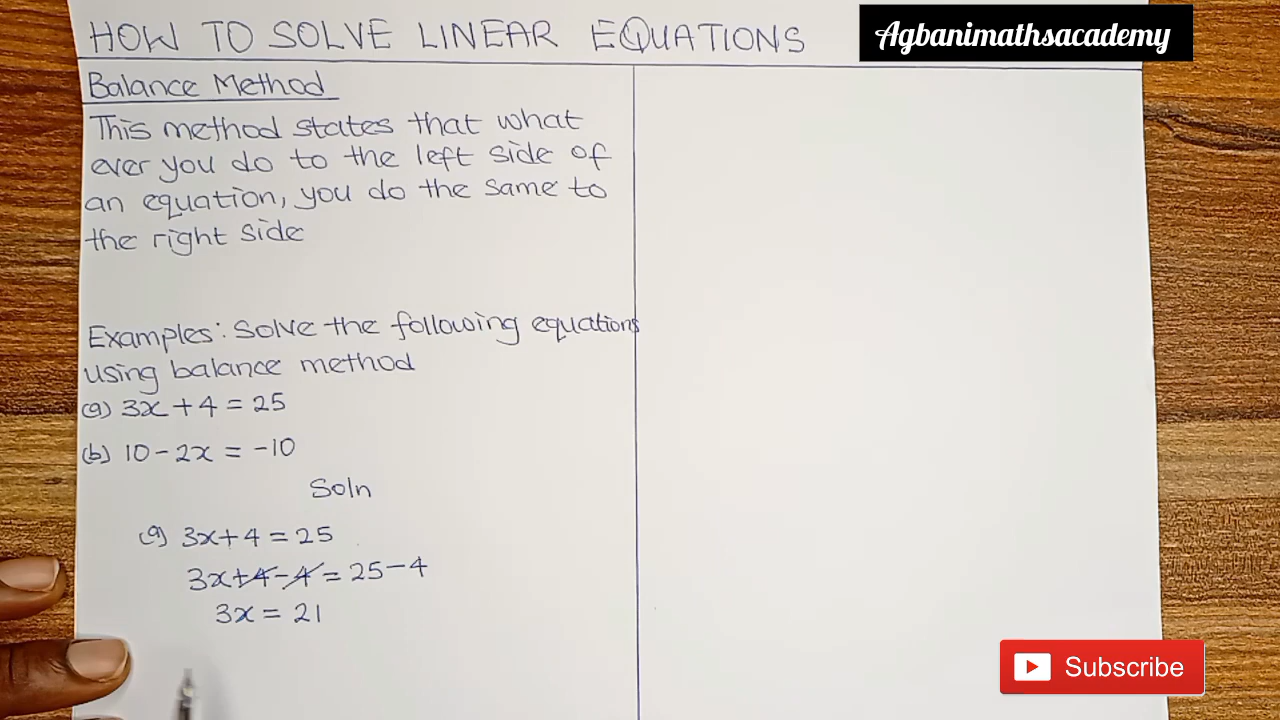 HOW TO SOLVE LINEAR EQUATIONS
Agbanimathsacademy
Balance Method
This method states that what
ever you do to the left side of
an equation, you do the same to
the right side
Examples: Solve the following equations
using balance method
(a) 3x + 4 = 25
(b) 10 - 2x = -10
Soln
(a) 3x + 4 = 25
3x + 4 - 4 = 25 - 4
3x = 21
Subscribe